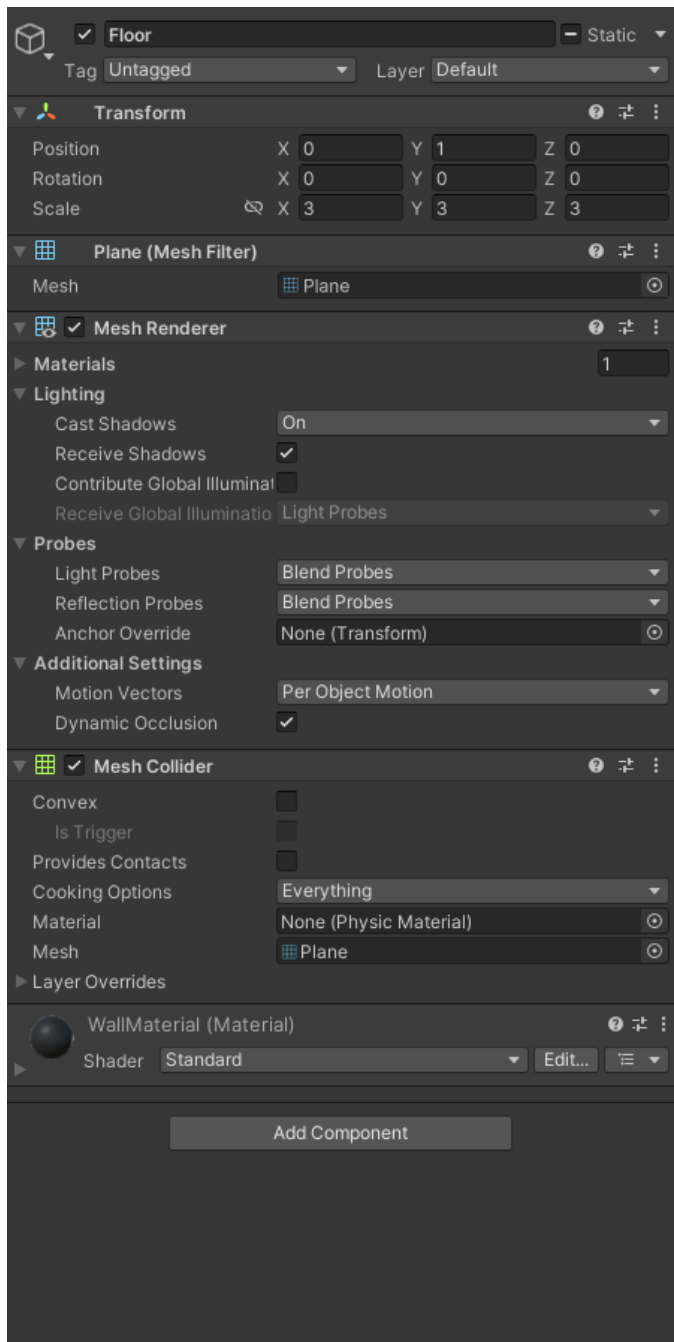 Floor Static
Tag Untagged Layer Default
Transform
Position X 0 Y 1 Z 0
Rotation X 0 Y 0 Z 0
Scale X 3 Y 3 Z 3
Plane (Mesh Filter)
Mesh Plane
Mesh Renderer
Materials 1
Lighting
Cast Shadows On
Receive Shadows
Contribute Global Illuminat
Receive Global Illuminatio Light Probes
Probes
Light Probes Blend Probes
Reflection Probes Blend Probes
Anchor Override None (Transform)
Additional Settings
Motion Vectors Per Object Motion
Dynamic Occlusion
Mesh Collider
Convex
Is Trigger
Provides Contacts
Cooking Options Everything
Material None (Physic Material)
Mesh Plane
Layer Overrides
WallMaterial (Material)
Shader Standard Edit...
Add Component